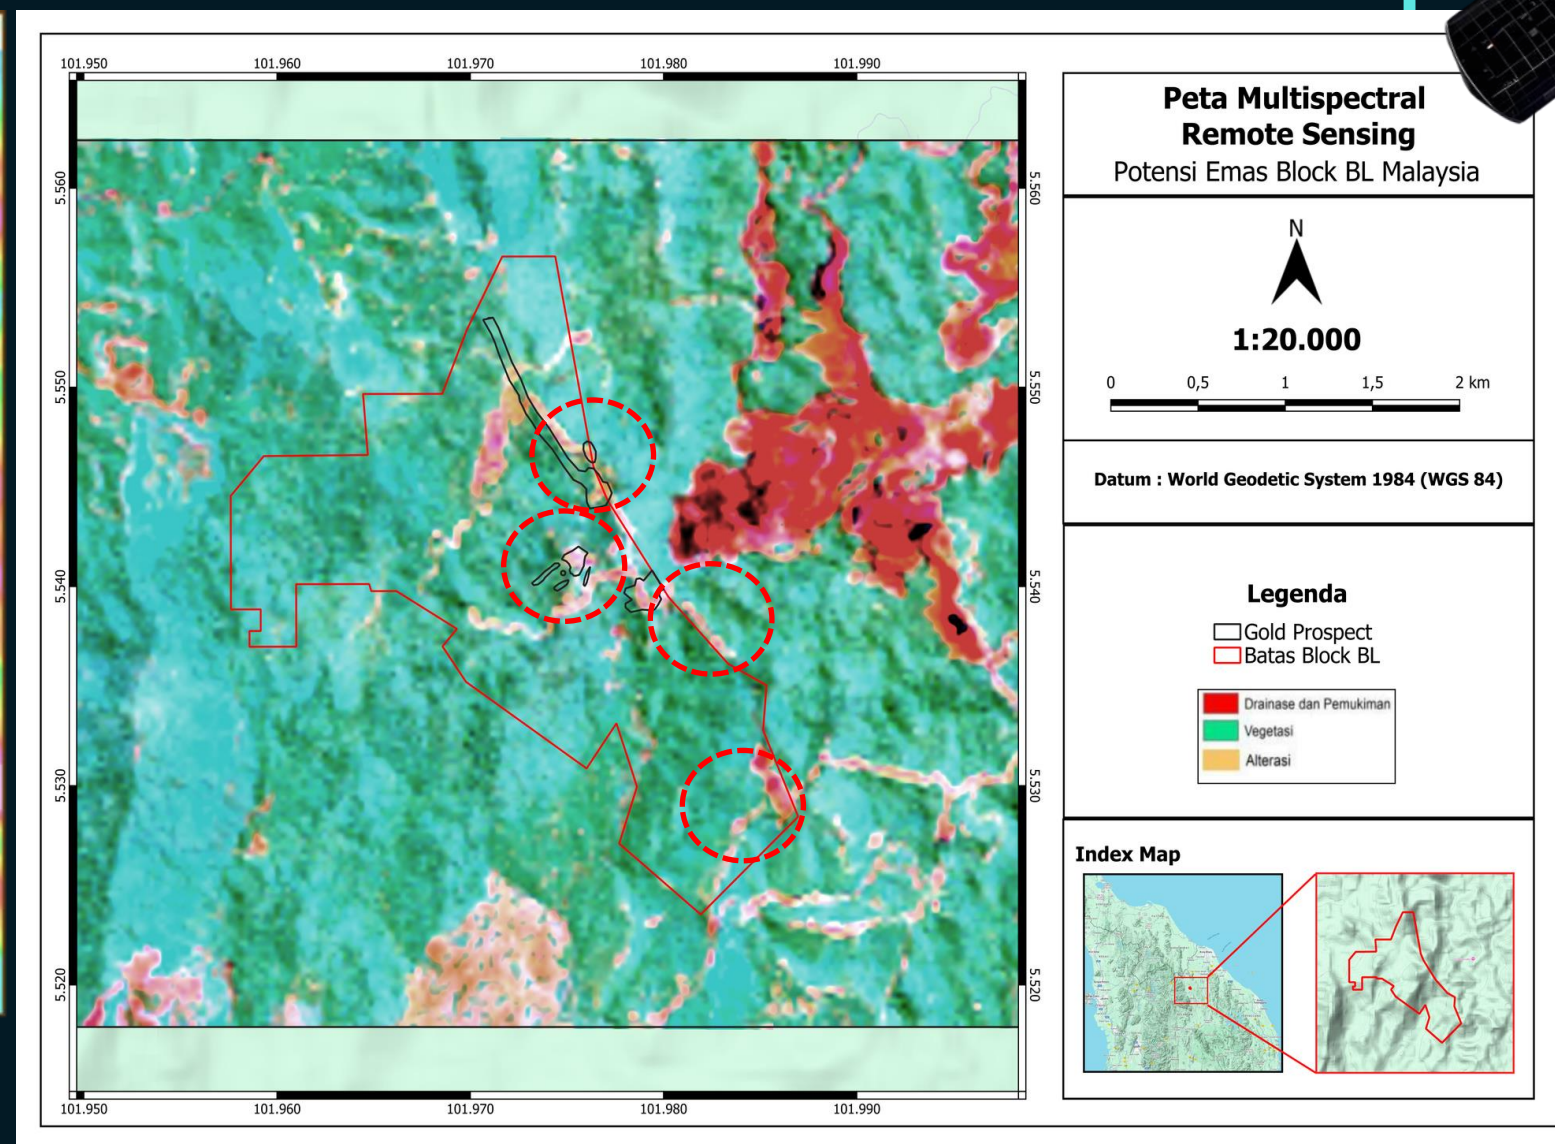 Peta Multispectral
Remote Sensing
Potensi Emas Block BL Malaysia
N
1:20.000
0 0,5 1 1,5 2 km
Datum : World Geodetic System 1984 (WGS 84)
Legenda
Gold Prospect
Batas Block BL
Drainase dan Pemukiman
Vegetasi
Alterasi
Index Map
101.950 101.960 101.970 101.980 101.990
5.560 5.560
5.550 5.550
5.540 5.540
5.530 5.530
5.520 5.520
101.950 101.960 101.970 101.980 101.990